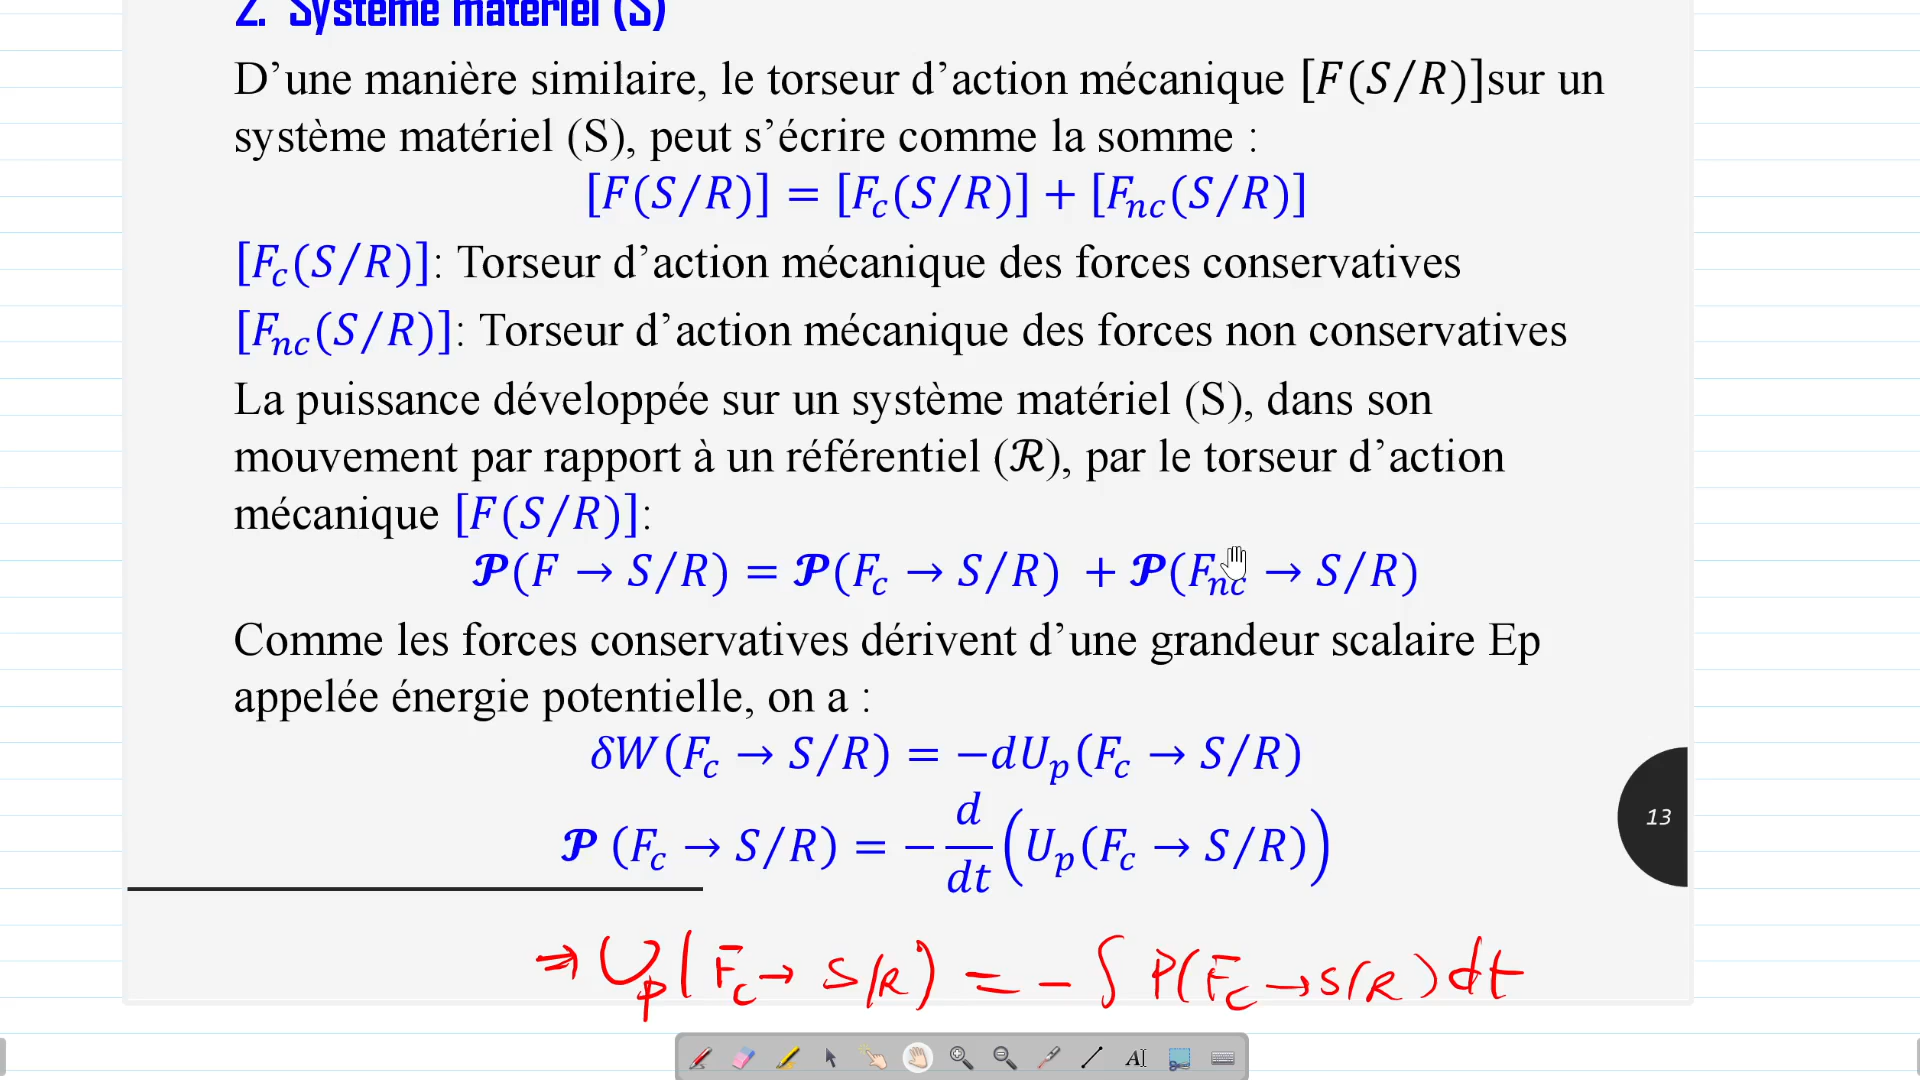 2. Système matériel (S)
D’une manière similaire, le torseur d’action mécanique [F(S/R)]sur un
système matériel (S), peut s’écrire comme la somme :
[F(S/R)] = [F_c(S/R)] + [F_nc(S/R)]
[F_c(S/R)]: Torseur d’action mécanique des forces conservatives
[F_nc(S/R)]: Torseur d’action mécanique des forces non conservatives
La puissance développée sur un système matériel (S), dans son
mouvement par rapport à un référentiel (ℛ), par le torseur d’action
mécanique [F(S/R)]:
𝓟(F → S/R) = 𝓟(F_c → S/R) + 𝓟(F_nc → S/R)
Comme les forces conservatives dérivent d’une grandeur scalaire Ep
appelée énergie potentielle, on a :
δW(F_c → S/R) = −dU_p(F_c → S/R)
𝓟 (F_c → S/R) = − d/dt (U_p(F_c → S/R))
13
⇒ U_p(F_c → S/R) = − ∫ P(F_c → S/R) dt
AI